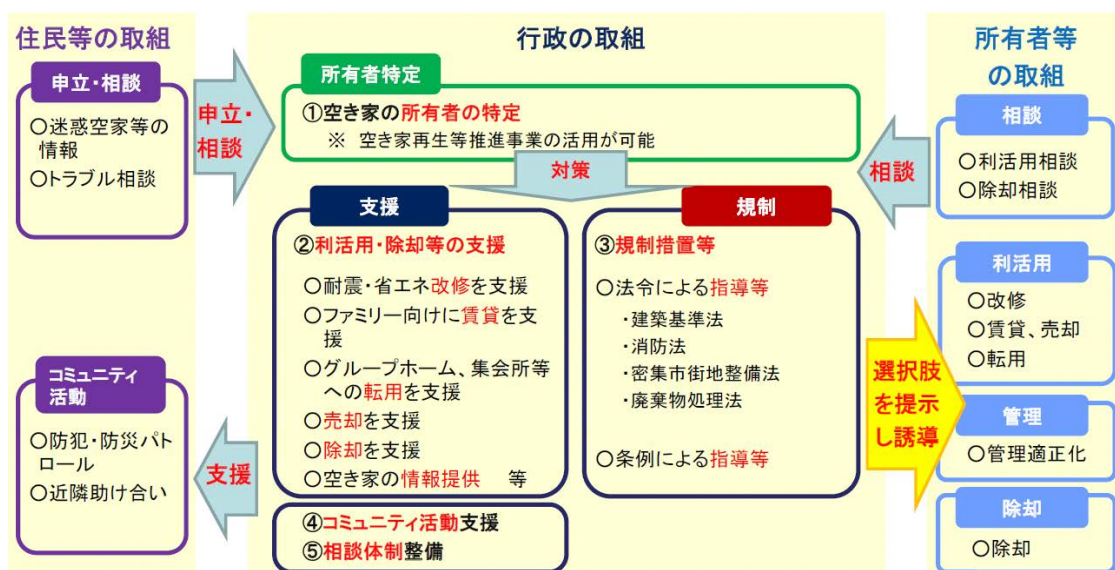 住民等の取組
申立・相談
○迷惑空家等の
情報
○トラブル相談
コミュニティ
活動
○防犯・防災パト
ロール
○近隣助け合い
申立・
相談
支援
行政の取組
所有者特定
①空き家の所有者の特定
※ 空き家再生等推進事業の活用が可能
対策
支援
②利活用・除却等の支援
○耐震・省エネ改修を支援
○ファミリー向けに賃貸を支
援
○グループホーム、集会所等
への転用を支援
○売却を支援
○除却を支援
○空き家の情報提供 等
規制
③規制措置等
○法令による指導等
・建築基準法
・消防法
・密集市街地整備法
・廃棄物処理法
○条例による指導等
④コミュニティ活動支援
⑤相談体制整備
相談
選択肢
を提示
し誘導
所有者等
の取組
相談
○利活用相談
○除却相談
利活用
○改修
○賃貸、売却
○転用
管理
○管理適正化
除却
○除却